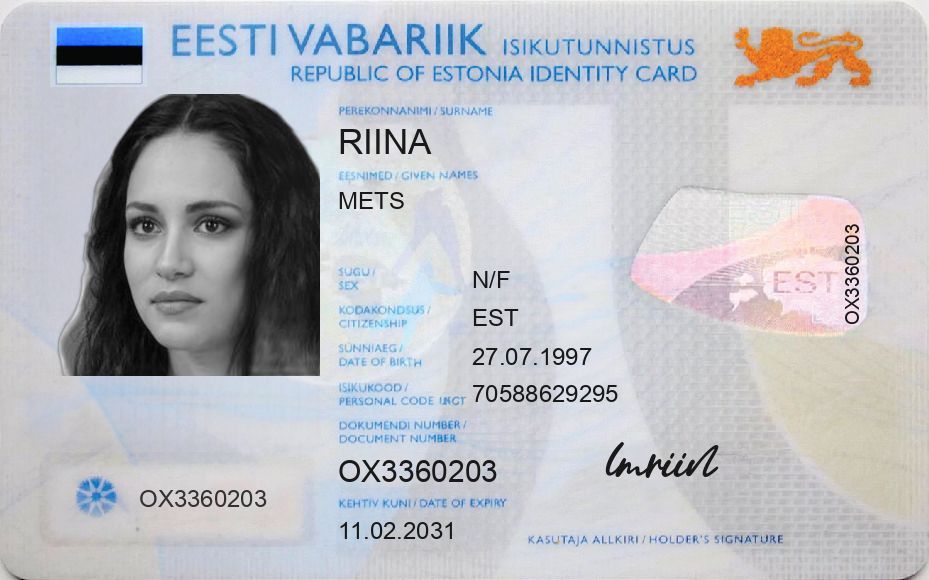 EESTI VABARIIK ISIKUTUNNISTUS
REPUBLIC OF ESTONIA IDENTITY CARD
PEREKONNANIMI / SURNAME
RIINA
EESNIMED / GIVEN NAMES
METS
SUGU /
SEX
N/F
KODAKONDSUS /
CITIZENSHIP
EST
SÜNNIAEG /
DATE OF BIRTH
27.07.1997
ISIKUKOOD /
PERSONAL CODE
70588629295
DOKUMENDI NUMBER /
DOCUMENT NUMBER
OX3360203
KEHTIV KUNI / DATE OF EXPIRY
11.02.2031
OX3360203
EST
OX3360203
KASUTAJA ALLKIRI / HOLDER'S SIGNATURE